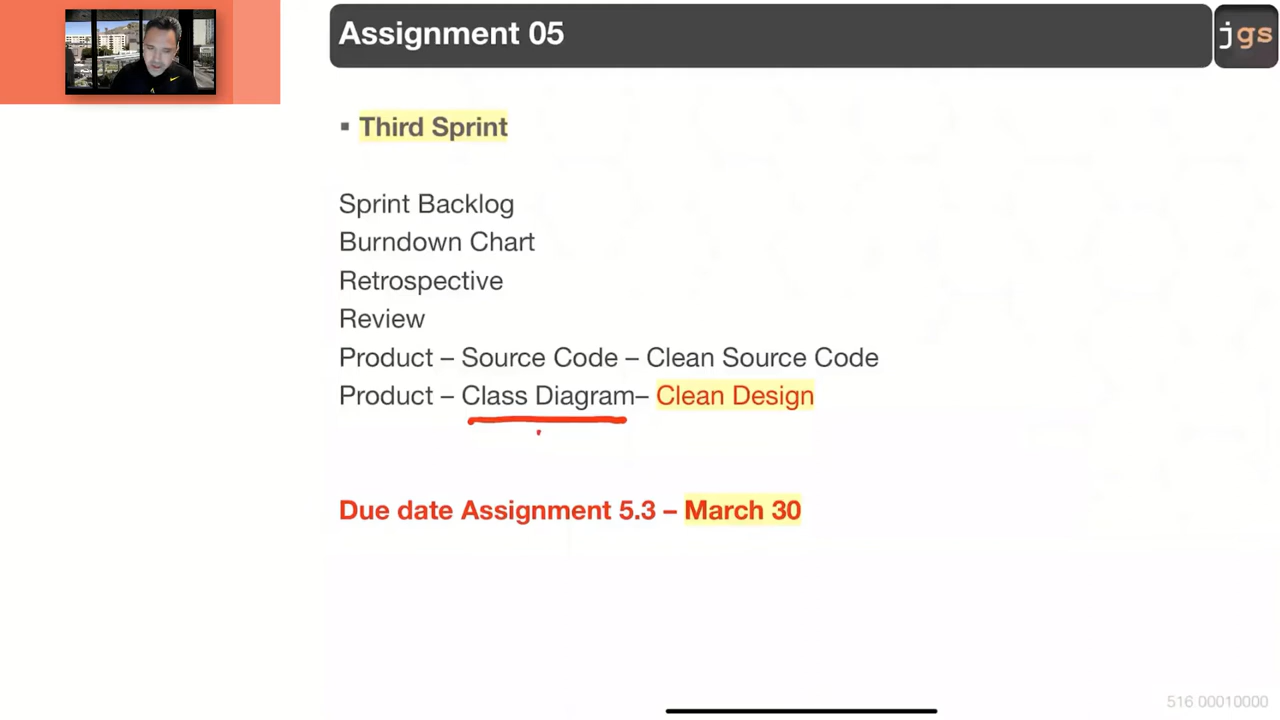 Assignment 05
jgs
▪ Third Sprint
Sprint Backlog
Burndown Chart
Retrospective
Review
Product – Source Code – Clean Source Code
Product – Class Diagram– Clean Design
Due date Assignment 5.3 – March 30
516 00010000